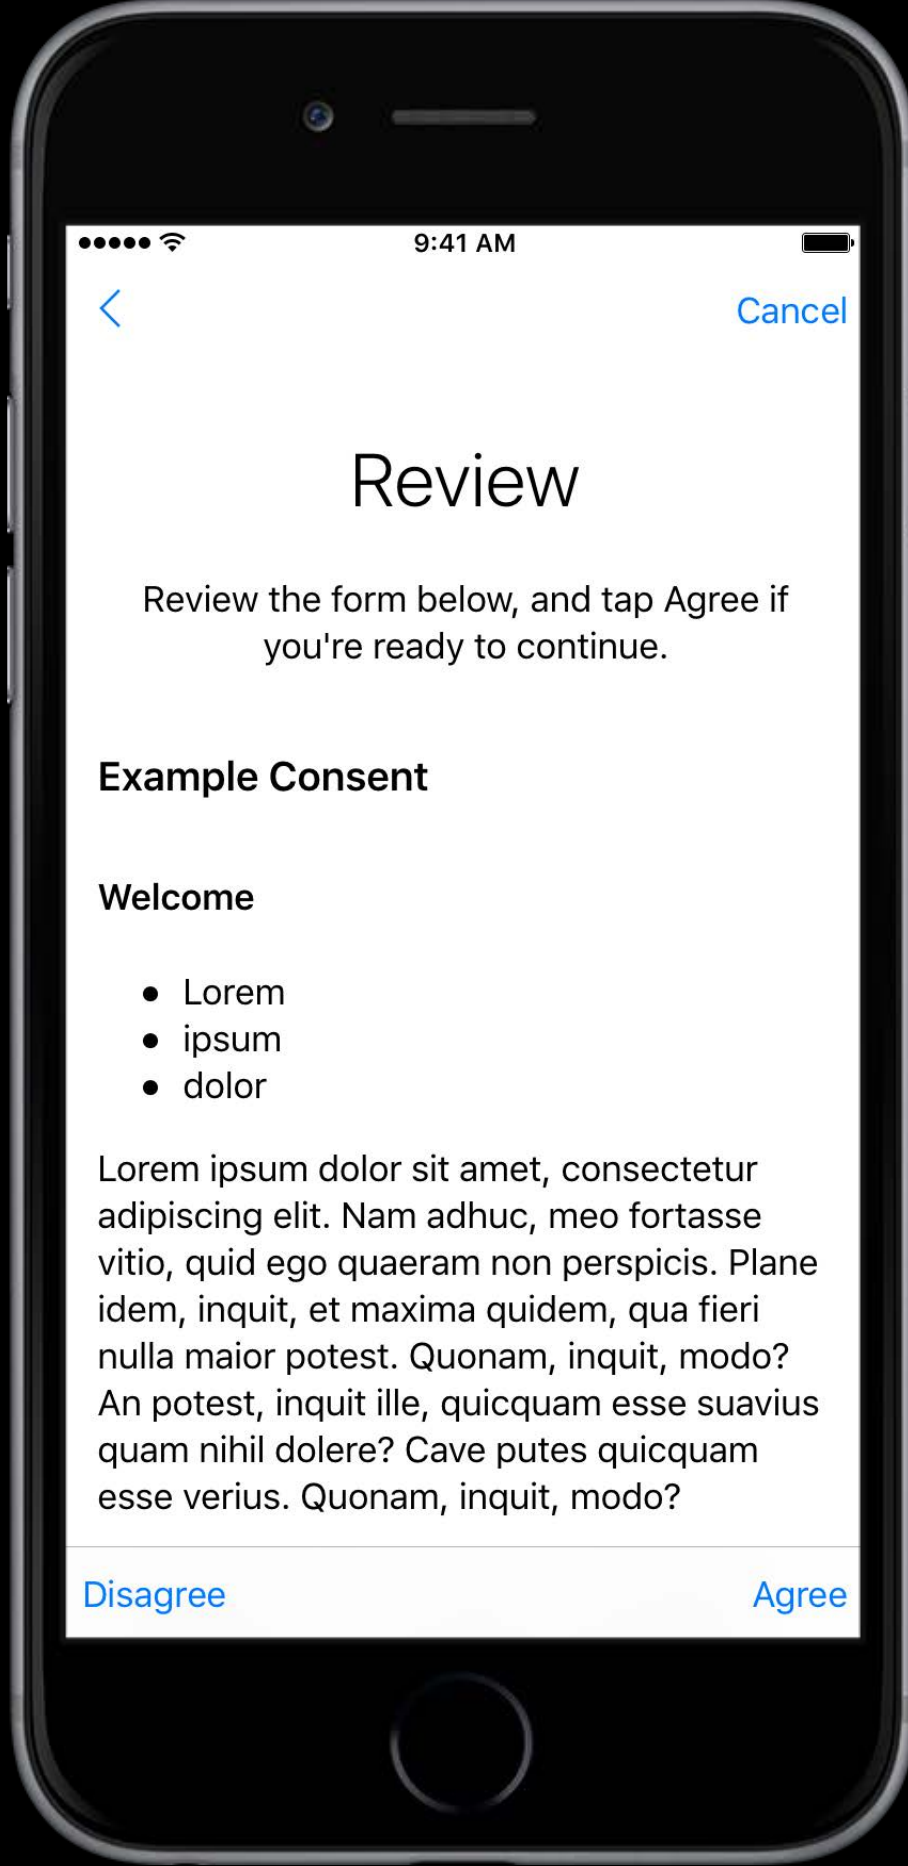 9:41 AM
Cancel
Review
Review the form below, and tap Agree if
you're ready to continue.
Example Consent
Welcome
• Lorem
• ipsum
• dolor
Lorem ipsum dolor sit amet, consectetur
adipiscing elit. Nam adhuc, meo fortasse
vitio, quid ego quaeram non perspicis. Plane
idem, inquit, et maxima quidem, qua fieri
nulla maior potest. Quonam, inquit, modo?
An potest, inquit ille, quicquam esse suavius
quam nihil dolere? Cave putes quicquam
esse verius. Quonam, inquit, modo?
Disagree
Agree